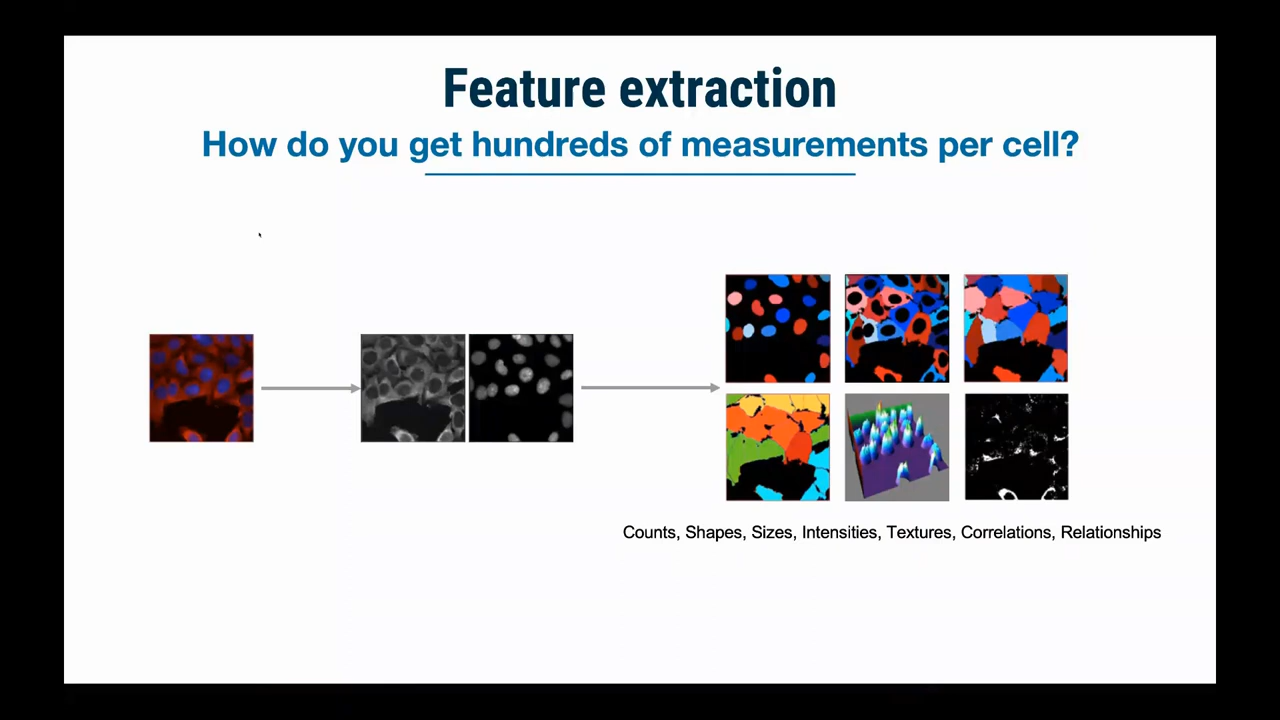 Feature extraction
How do you get hundreds of measurements per cell?
Counts, Shapes, Sizes, Intensities, Textures, Correlations, Relationships